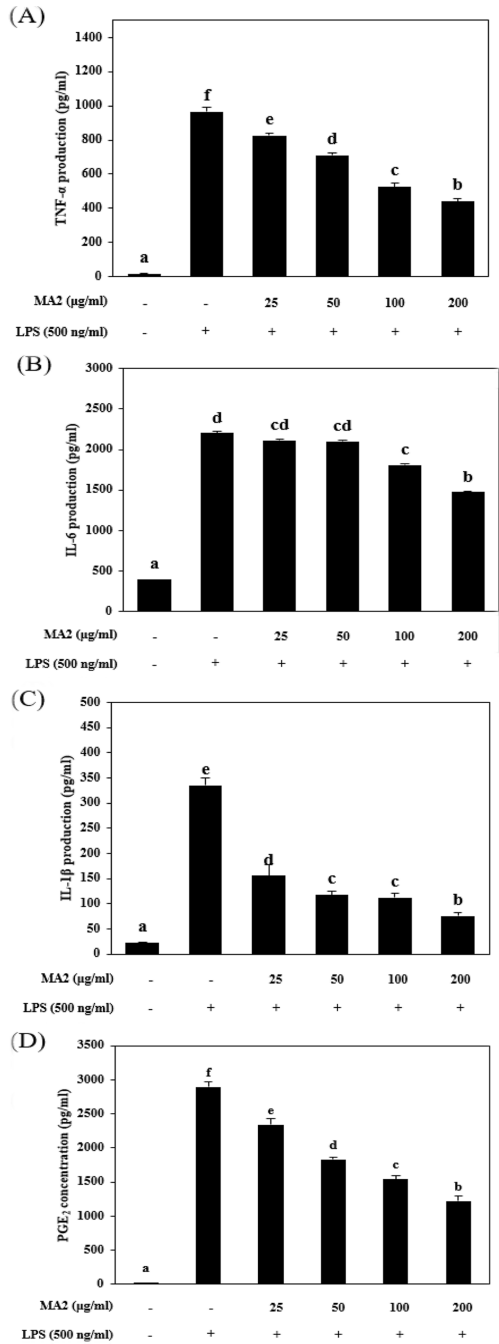 (A)
TNF-α production (pg/ml)
1400
1200
1000
800
600
400
200
0
a
f
e
d
c
b
MA2 (µg/ml) - - 25 50 100 200
LPS (500 ng/ml) - + + + + +
(B)
IL-6 production (pg/ml)
3000
2500
2000
1500
1000
500
0
a
d
cd
cd
c
b
MA2 (µg/ml) - - 25 50 100 200
LPS (500 ng/ml) - + + + + +
(C)
IL-1β production (pg/ml)
500
450
400
350
300
250
200
150
100
50
0
a
e
d
c
c
b
MA2 (µg/ml) - - 25 50 100 200
LPS (500 ng/ml) - + + + + +
(D)
PGE₂ concentration (pg/ml)
3500
3000
2500
2000
1500
1000
500
0
a
f
e
d
c
b
MA2 (µg/ml) - - 25 50 100 200
LPS (500 ng/ml) - + + + + +